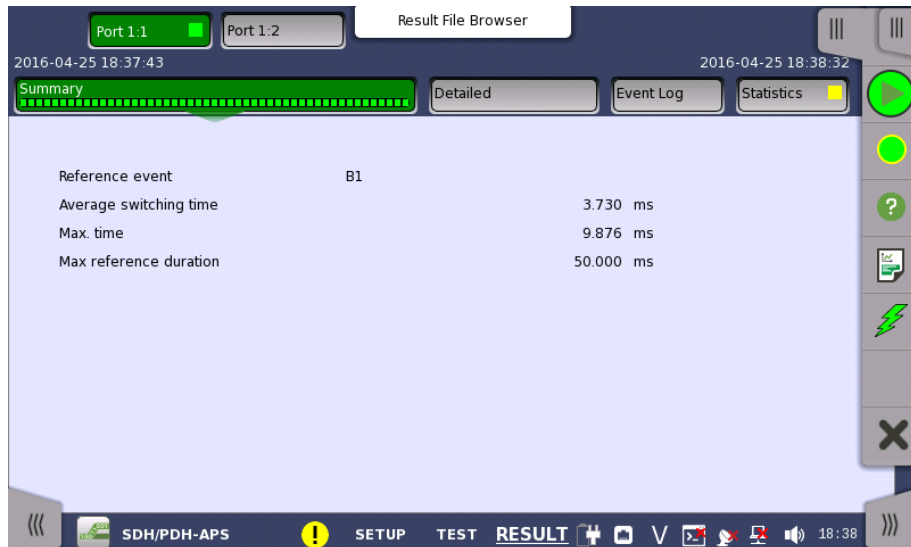 Result File Browser
Port 1:1
Port 1:2
2016-04-25 18:37:43
2016-04-25 18:38:32
Summary
Detailed
Event Log
Statistics
Reference event B1
Average switching time 3.730 ms
Max. time 9.876 ms
Max reference duration 50.000 ms
SDH/PDH-APS ! SETUP TEST RESULT V 18:38